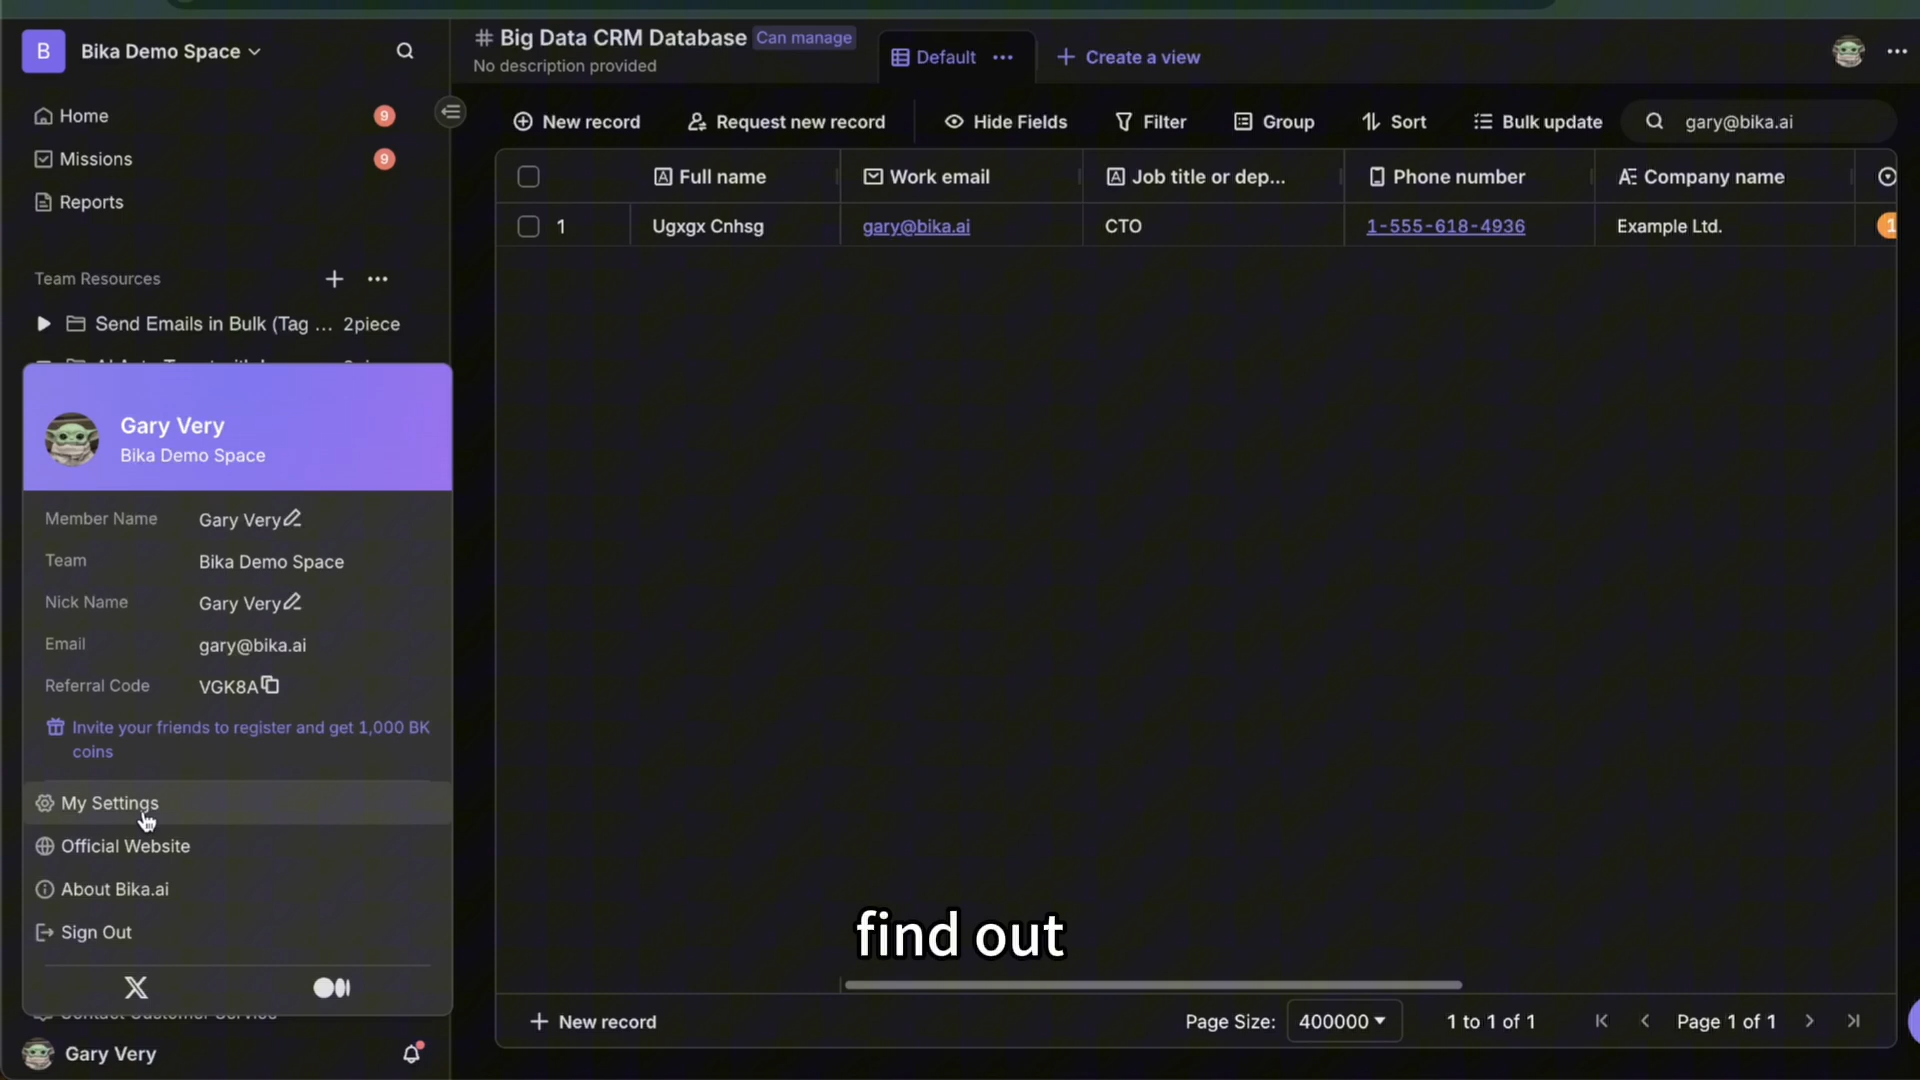 B
Bika Demo Space
Home
9
Missions
9
Reports
Team Resources
Send Emails in Bulk (Tag ...
2piece
Gary Very
Bika Demo Space
Member Name
Gary Very
Team
Bika Demo Space
Nick Name
Gary Very
Email
gary@bika.ai
Referral Code
VGK8A
Invite your friends to register and get 1,000 BK
coins
My Settings
Official Website
About Bika.ai
Sign Out
Gary Very
Big Data CRM Database
Can manage
No description provided
Default
Create a view
New record
Request new record
Hide Fields
Filter
Group
Sort
Bulk update
gary@bika.ai
Full name
Work email
Job title or dep...
Phone number
Company name
1
Ugxgx Cnhsg
gary@bika.ai
CTO
1-555-618-4936
Example Ltd.
1
find out
New record
Page Size:
400000
1 to 1 of 1
Page 1 of 1